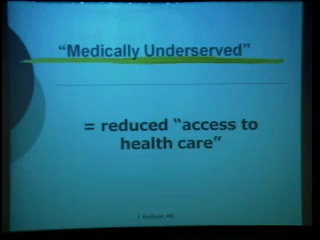 “Medically Underserved”
= reduced “access to
health care”